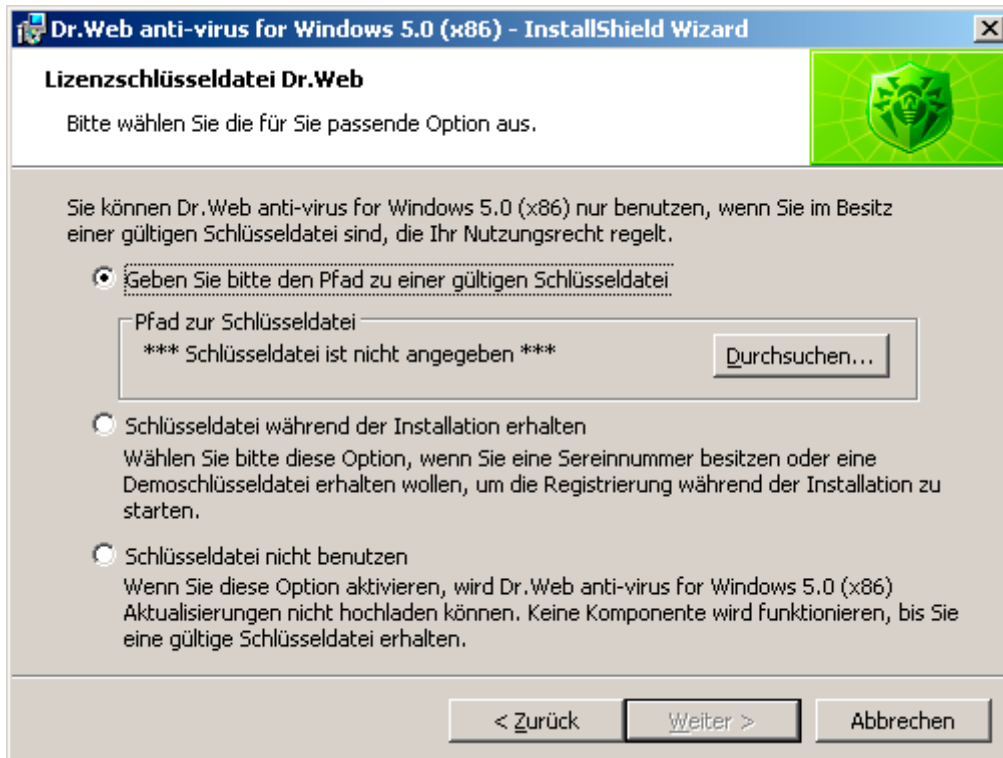 Dr.Web anti-virus for Windows 5.0 (x86) - InstallShield Wizard
Lizenzschlüsseldatei Dr.Web
Bitte wählen Sie die für Sie passende Option aus.
Sie können Dr.Web anti-virus for Windows 5.0 (x86) nur benutzen, wenn Sie im Besitz
einer gültigen Schlüsseldatei sind, die Ihr Nutzungsrecht regelt.
Geben Sie bitte den Pfad zu einer gültigen Schlüsseldatei
Pfad zur Schlüsseldatei
*** Schlüsseldatei ist nicht angegeben ***
Durchsuchen...
Schlüsseldatei während der Installation erhalten
Wählen Sie bitte diese Option, wenn Sie eine Sereinnummer besitzen oder eine
Demoschlüsseldatei erhalten wollen, um die Registrierung während der Installation zu
starten.
Schlüsseldatei nicht benutzen
Wenn Sie diese Option aktivieren, wird Dr.Web anti-virus for Windows 5.0 (x86)
Aktualisierungen nicht hochladen können. Keine Komponente wird funktionieren, bis Sie
eine gültige Schlüsseldatei erhalten.
< Zurück
Weiter >
Abbrechen